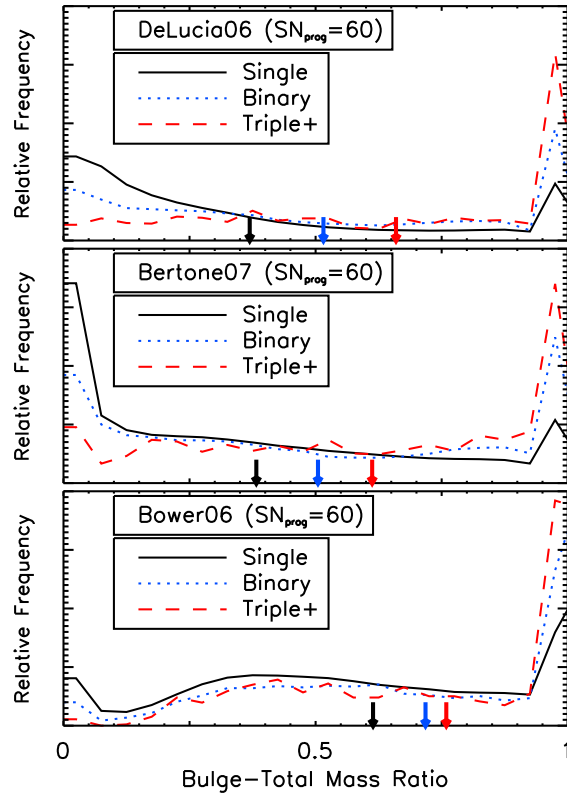 DeLucia06 (SNprog=60)
Single
Binary
Triple+
Relative Frequency
Bertone07 (SNprog=60)
Single
Binary
Triple+
Relative Frequency
Bower06 (SNprog=60)
Single
Binary
Triple+
Relative Frequency
0 0.5 1
Bulge-Total Mass Ratio